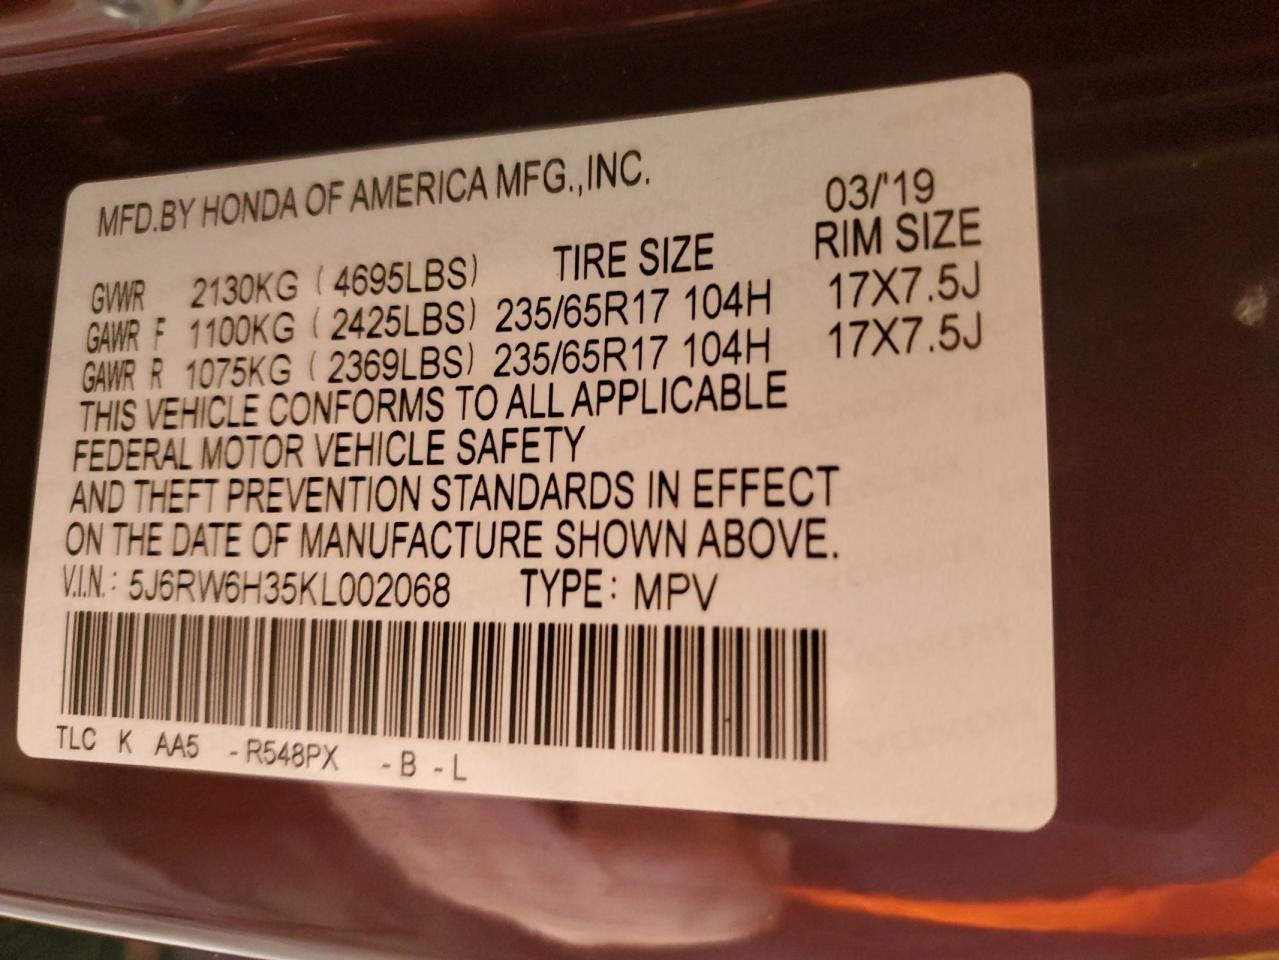 MFD.BY HONDA OF AMERICA MFG.,INC.
03/'19
TIRE SIZE RIM SIZE
GVWR 2130KG ( 4695LBS)
GAWR F 1100KG ( 2425LBS) 235/65R17 104H 17X7.5J
GAWR R 1075KG ( 2369LBS) 235/65R17 104H 17X7.5J
THIS VEHICLE CONFORMS TO ALL APPLICABLE
FEDERAL MOTOR VEHICLE SAFETY
AND THEFT PREVENTION STANDARDS IN EFFECT
ON THE DATE OF MANUFACTURE SHOWN ABOVE.
V.I.N.: 5J6RW6H35KL002068 TYPE: MPV
TLC K AA5 -R548PX -B -L